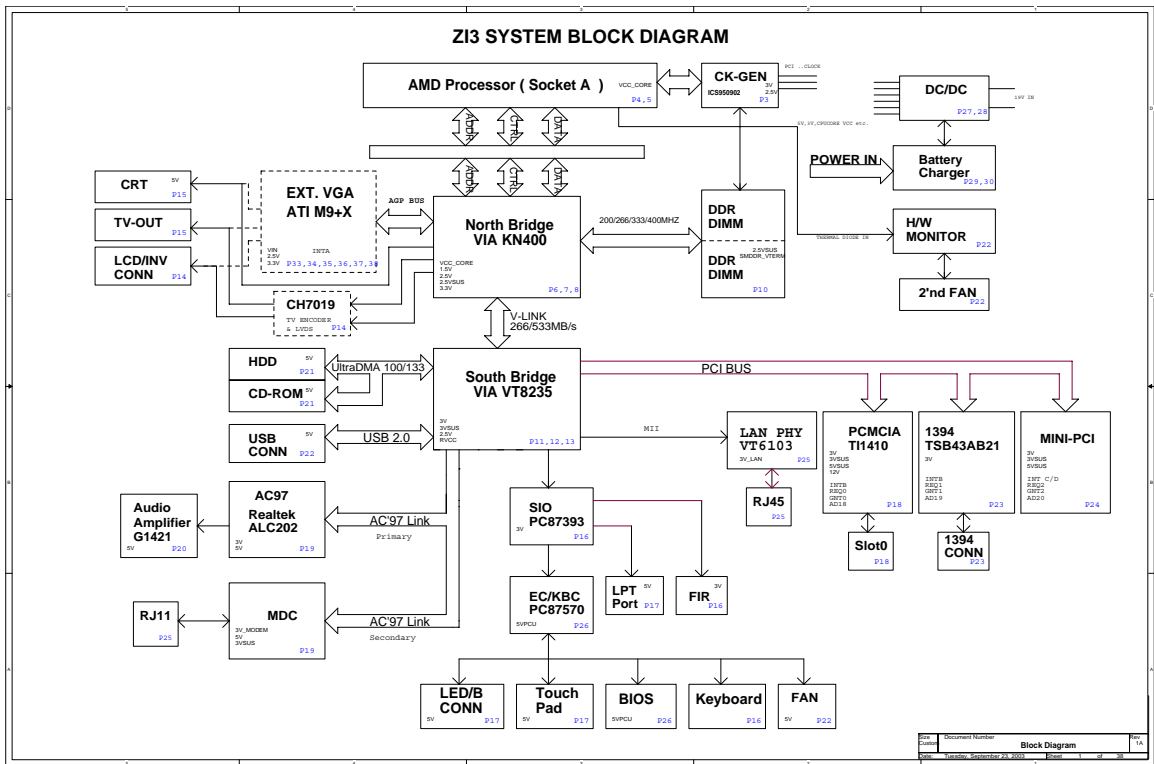 ZI3 SYSTEM BLOCK DIAGRAM
AMD Processor ( Socket A )
VCC_CORE
P4,5
CK-GEN
ICS950902
3V
2.5V
P3
PCI ..CLOCK
DC/DC
P27,28
19V IN
5V,3V,CPUCORE VCC etc.
POWER IN
Battery
Charger
P29,30
ADDR
CTRL
DATA
ADDR
CTRL
DATA
CRT
5V
P15
TV-OUT
P15
LCD/INV
CONN
P14
EXT. VGA
ATI M9+X
INTA
VIN
2.5V
3.3V
P33,34,35,36,37,38
AGP BUS
North Bridge
VIA KN400
VCC_CORE
1.5V
2.5V
2.5VSUS
3.3V
P6,7,8
200/266/333/400MHZ
DDR
DIMM
DDR
DIMM
2.5VSUS
SMDDR_VTERM
P10
THERMAL DIODE IN
H/W
MONITOR
P22
2'nd FAN
P22
CH7019
TV ENCODER
& LVDS
P14
V-LINK
266/533MB/s
HDD
5V
P21
CD-ROM
5V
P21
UltraDMA 100/133
USB
CONN
5V
P22
USB 2.0
South Bridge
VIA VT8235
3V
3VSUS
2.5V
RVCC
P11,12,13
PCI BUS
MII
LAN PHY
VT6103
3V_LAN
P25
RJ45
P25
PCMCIA
TI1410
3V
3VSUS
5VSUS
12V
INTB
REQ0
GNT0
AD18
P18
Slot0
P18
1394
TSB43AB21
3V
INTB
REQ1
GNT1
AD19
P23
1394
CONN
P23
MINI-PCI
3V
3VSUS
5VSUS
INT C/D
REQ2
GNT2
AD20
P24
Audio
Amplifier
G1421
5V
P20
AC97
Realtek
ALC202
3V
5V
P19
AC'97 Link
Primary
SIO
PC87393
3V
P16
RJ11
P25
MDC
3V_MODEM
5V
3VSUS
P19
AC'97 Link
Secondary
EC/KBC
PC87570
5VPCU
P26
LPT
Port
5V
P17
FIR
3V
P16
LED/B
CONN
5V
P17
Touch
Pad
5V
P17
BIOS
5VPCU
P26
Keyboard
P16
FAN
5V
P22
Size
Custom
Document Number
Block Diagram
Rev
1A
Date:
Tuesday, September 23, 2003
Sheet
1
of
38